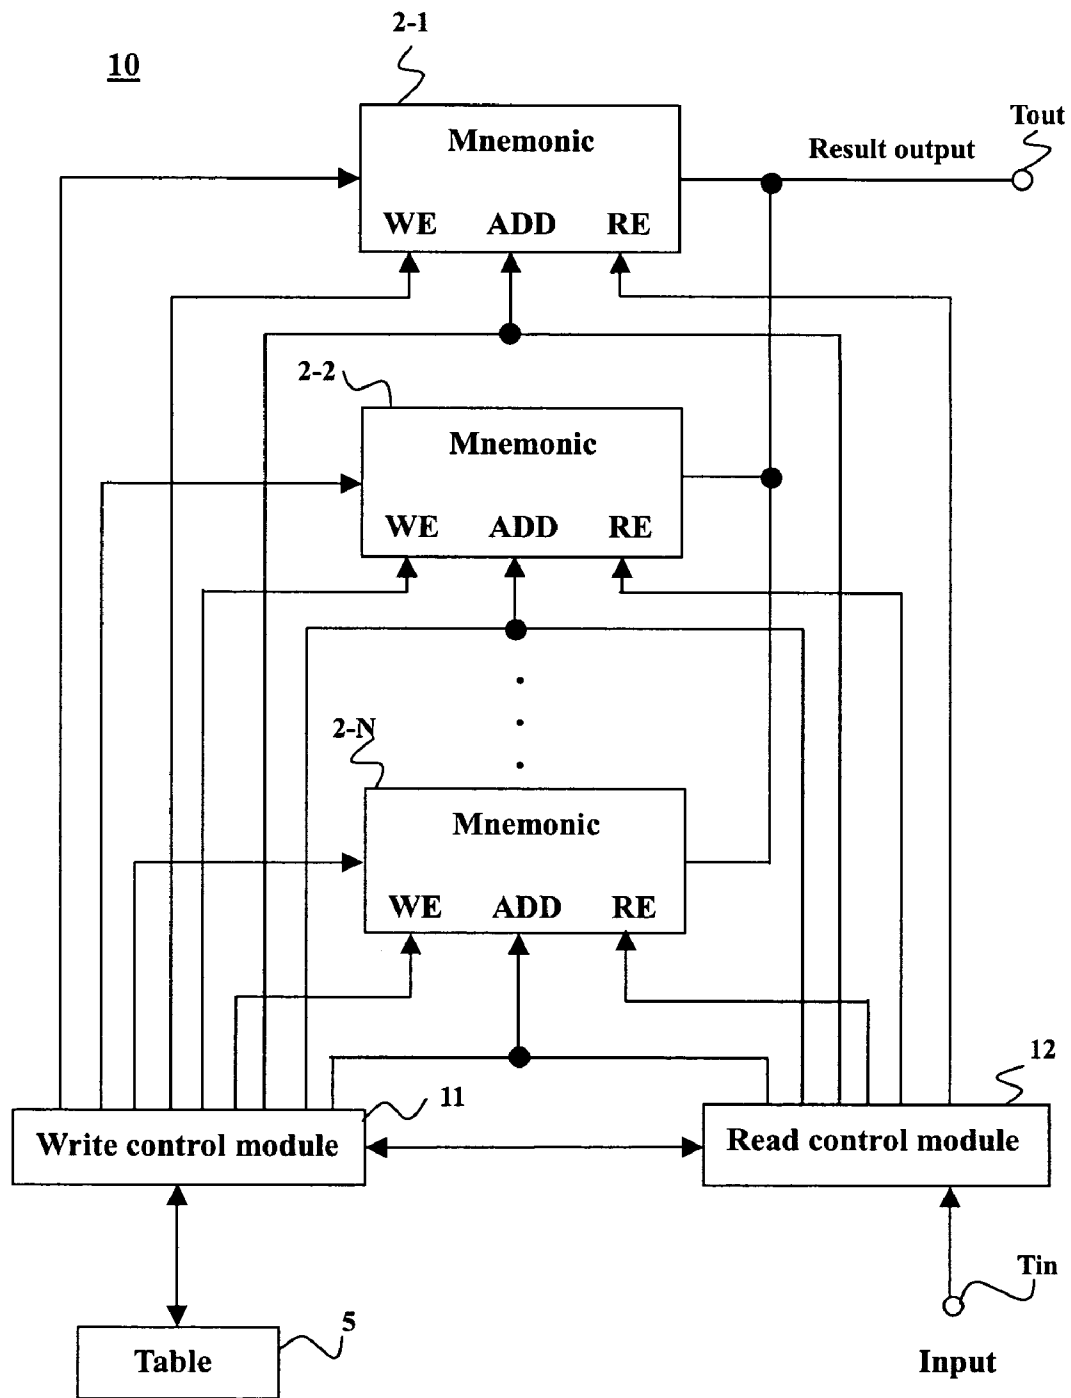 2-1
10
Tout
Mnemonic
Result output
WE ADD RE
2-2
Mnemonic
WE ADD RE
2-N
Mnemonic
WE ADD RE
12
11
Write control module
Read control module
Tin
5
Table
Input